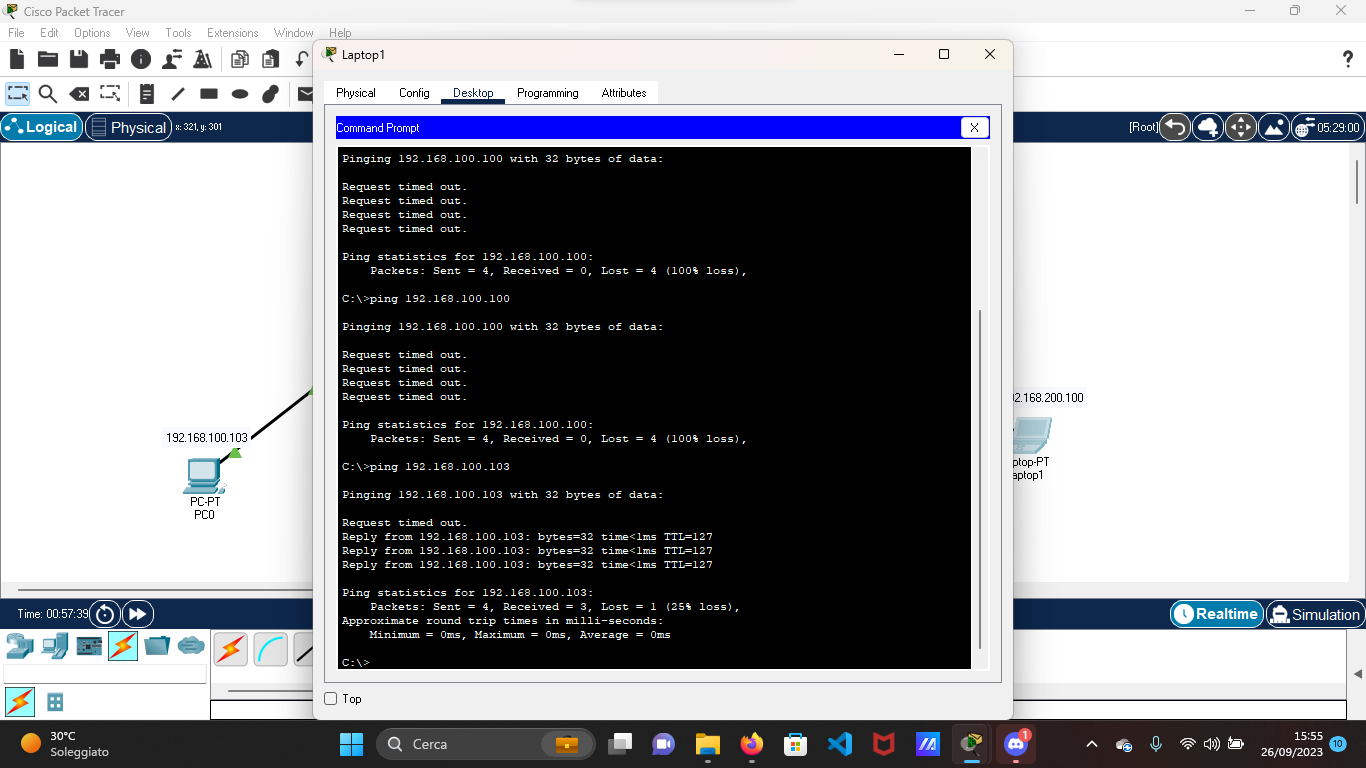 Cisco Packet Tracer
File Edit Options View Tools Extensions Window Help
Laptop1
Physical Config Desktop Programming Attributes
Logical Physical x: 321, y: 301
[Root] 05:29:00
Command Prompt
X
Pinging 192.168.100.100 with 32 bytes of data:
Request timed out.
Request timed out.
Request timed out.
Request timed out.
Ping statistics for 192.168.100.100:
Packets: Sent = 4, Received = 0, Lost = 4 (100% loss),
C:\>ping 192.168.100.100
Pinging 192.168.100.100 with 32 bytes of data:
Request timed out.
Request timed out.
Request timed out.
Request timed out.
Ping statistics for 192.168.100.100:
Packets: Sent = 4, Received = 0, Lost = 4 (100% loss),
C:\>ping 192.168.100.103
Pinging 192.168.100.103 with 32 bytes of data:
Request timed out.
Reply from 192.168.100.103: bytes=32 time<1ms TTL=127
Reply from 192.168.100.103: bytes=32 time<1ms TTL=127
Reply from 192.168.100.103: bytes=32 time<1ms TTL=127
Ping statistics for 192.168.100.103:
Packets: Sent = 4, Received = 3, Lost = 1 (25% loss),
Approximate round trip times in milli-seconds:
Minimum = 0ms, Maximum = 0ms, Average = 0ms
C:\>
Top
192.168.100.103
PC-PT
PC0
2.168.200.100
ptop-PT
aptop1
Time: 00:57:39
Realtime Simulation
30°C
Soleggiato
Cerca
1
15:55
26/09/2023
10